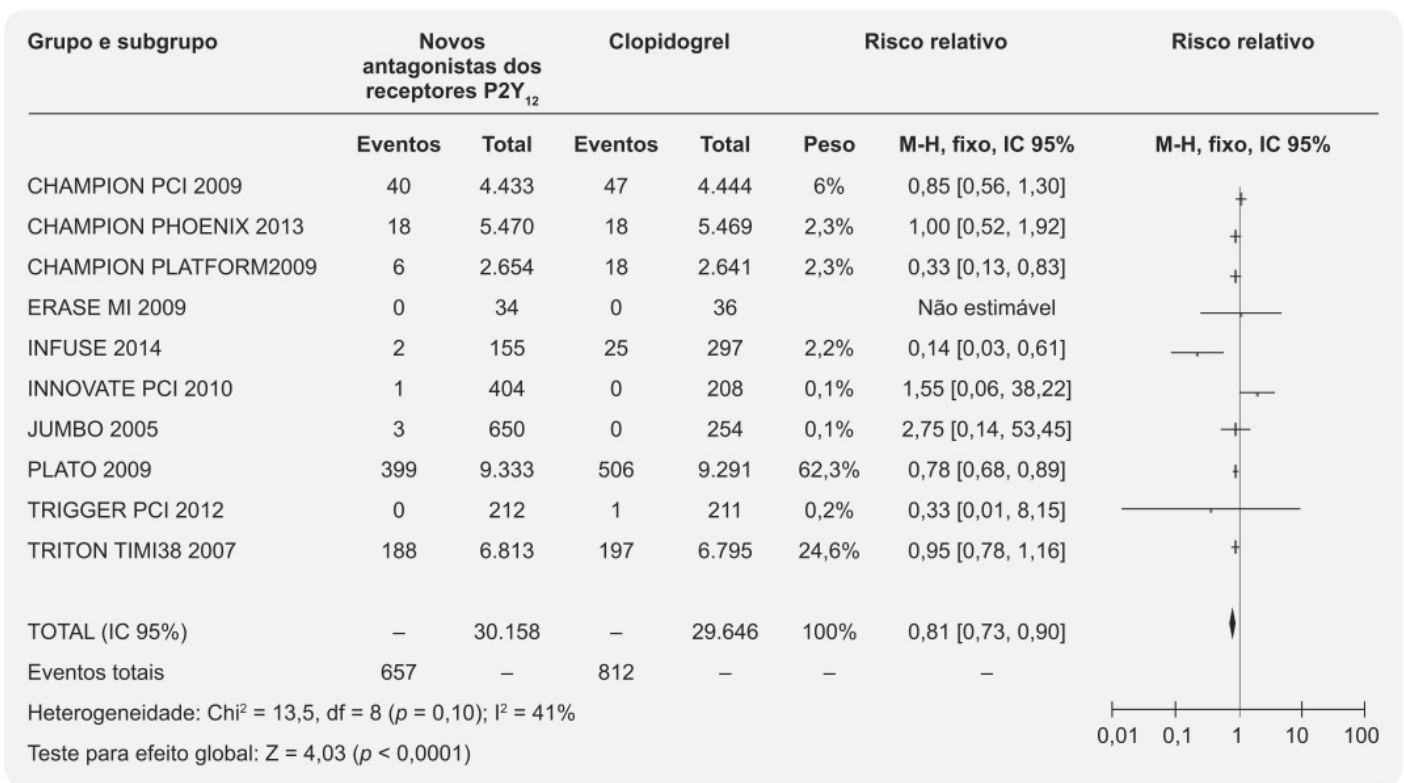 Grupo e subgrupo Novos antagonistas dos receptores P2Y12 Clopidogrel Risco relativo Risco relativo
Eventos Total Eventos Total Peso M-H, fixo, IC 95% M-H, fixo, IC 95%
CHAMPION PCI 2009 40 4.433 47 4.444 6% 0,85 [0,56, 1,30]
CHAMPION PHOENIX 2013 18 5.470 18 5.469 2,3% 1,00 [0,52, 1,92]
CHAMPION PLATFORM2009 6 2.654 18 2.641 2,3% 0,33 [0,13, 0,83]
ERASE MI 2009 0 34 0 36 Não estimável
INFUSE 2014 2 155 25 297 2,2% 0,14 [0,03, 0,61]
INNOVATE PCI 2010 1 404 0 208 0,1% 1,55 [0,06, 38,22]
JUMBO 2005 3 650 0 254 0,1% 2,75 [0,14, 53,45]
PLATO 2009 399 9.333 506 9.291 62,3% 0,78 [0,68, 0,89]
TRIGGER PCI 2012 0 212 1 211 0,2% 0,33 [0,01, 8,15]
TRITON TIMI38 2007 188 6.813 197 6.795 24,6% 0,95 [0,78, 1,16]
TOTAL (IC 95%) – 30.158 – 29.646 100% 0,81 [0,73, 0,90]
Eventos totais 657 – 812 – – –
Heterogeneidade: Chi² = 13,5, df = 8 (p = 0,10); I² = 41%
Teste para efeito global: Z = 4,03 (p < 0,0001)
0,01 0,1 1 10 100